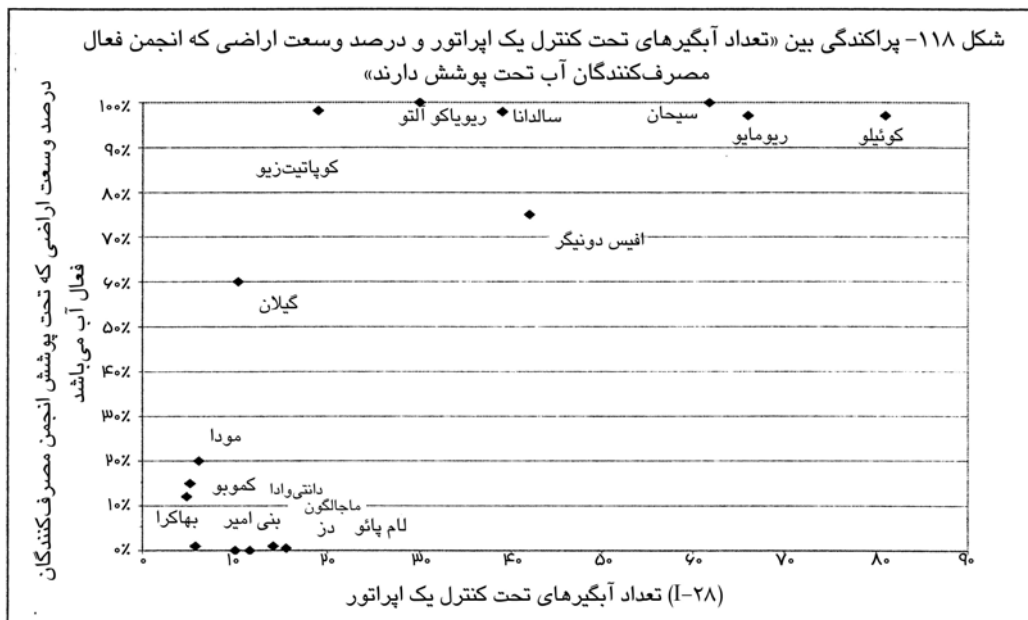 شکل ۱۱۸- پراکندگی بین «تعداد آبگیرهای تحت کنترل یک اپراتور و درصد وسعت اراضی که انجمن فعال
مصرف‌کنندگان آب تحت پوشش دارند»
درصد وسعت اراضی که تحت پوشش انجمن مصرف‌کنندگان
فعال آب می‌باشد
۱۰۰٪
۹۰٪
۸۰٪
۷۰٪
۶۰٪
۵۰٪
۴۰٪
۳۰٪
۲۰٪
۱۰٪
۰٪
کوئیلو
ریومایو
سیحان
سالدانا
ریویاکو آلتو
کوپاتیت‌زیو
افیس دونیگر
گیلان
مودا
کموبو
دانتی‌وادا
ماجالگون
بهاکرا
بنی امیر
دز
لام پائو
۰ ۱۰ ۲۰ ۳۰ ۴۰ ۵۰ ۶۰ ۷۰ ۸۰ ۹۰
(I-۲۸) تعداد آبگیرهای تحت کنترل یک اپراتور